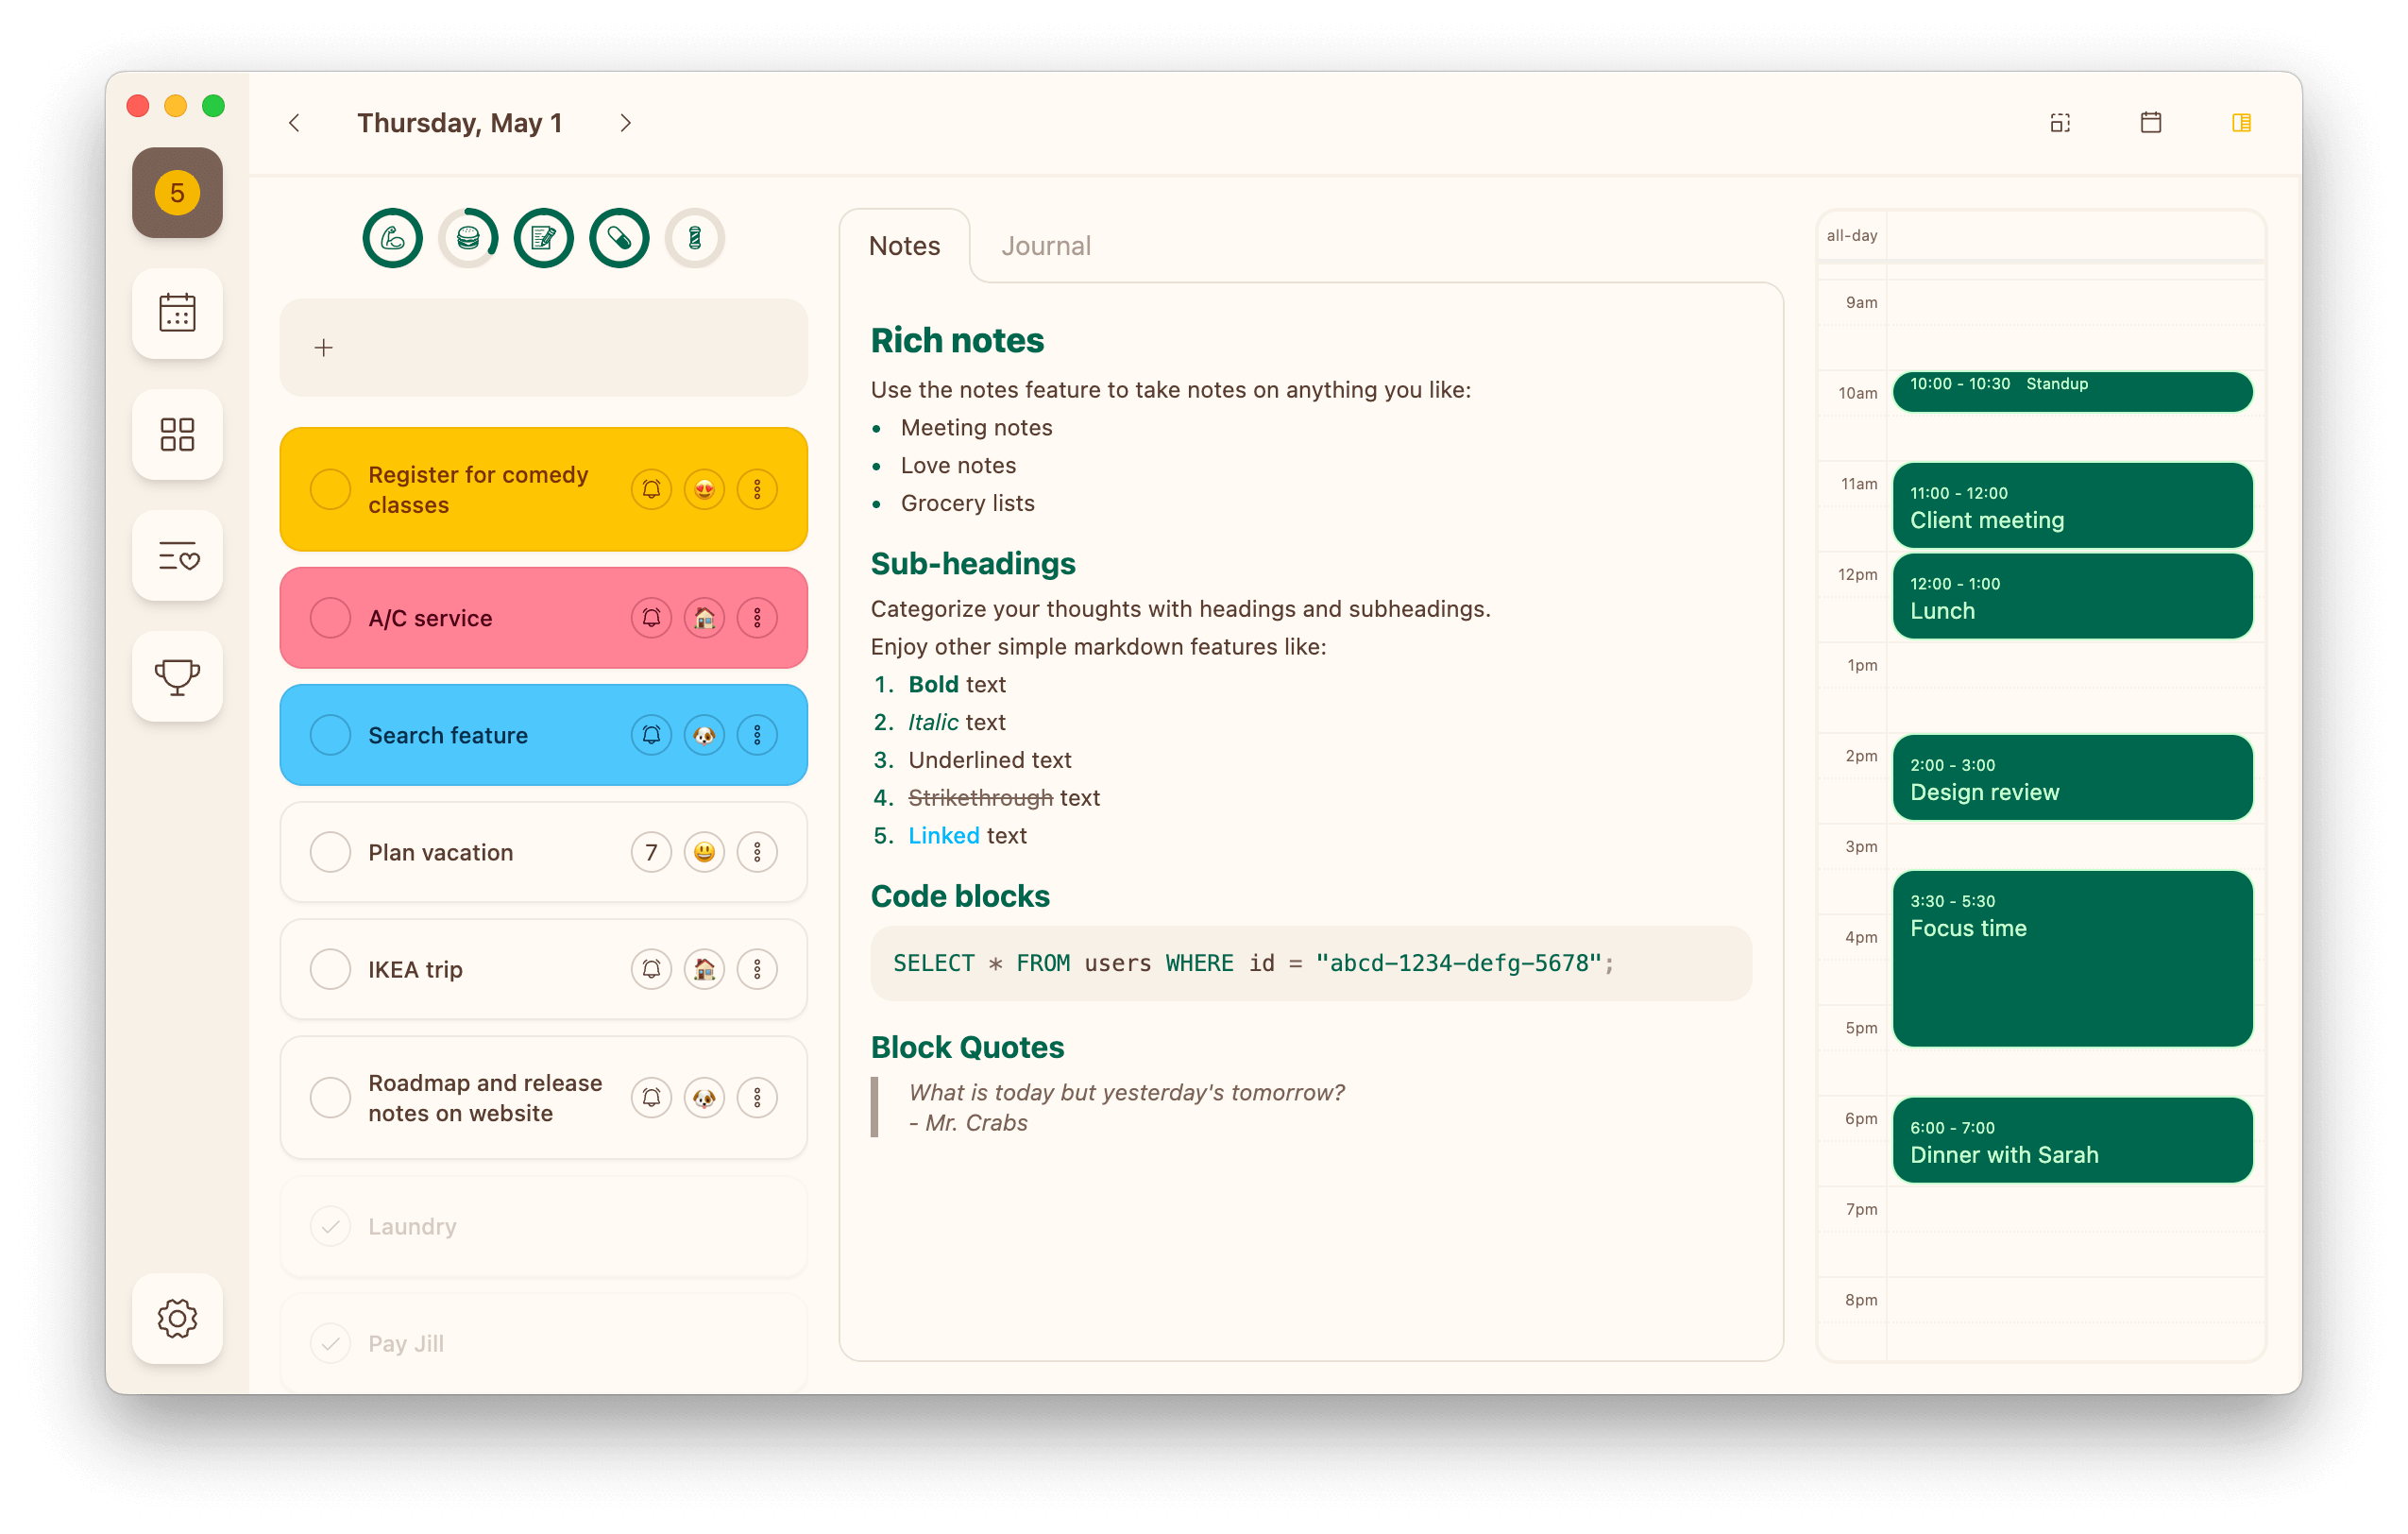 Thursday, May 1
5
Register for comedy
classes
A/C service
Search feature
Plan vacation
7
IKEA trip
Roadmap and release
notes on website
Laundry
Pay Jill
Notes
Journal
Rich notes
Use the notes feature to take notes on anything you like:
• Meeting notes
• Love notes
• Grocery lists
Sub-headings
Categorize your thoughts with headings and subheadings.
Enjoy other simple markdown features like:
1. Bold text
2. Italic text
3. Underlined text
4. Strikethrough text
5. Linked text
Code blocks
SELECT * FROM users WHERE id = "abcd-1234-defg-5678";
Block Quotes
What is today but yesterday's tomorrow?
- Mr. Crabs
all-day
9am
10am
10:00 - 10:30 Standup
11am
11:00 - 12:00
Client meeting
12pm
12:00 - 1:00
Lunch
1pm
2pm
2:00 - 3:00
Design review
3pm
3:30 - 5:30
Focus time
4pm
5pm
6pm
6:00 - 7:00
Dinner with Sarah
7pm
8pm